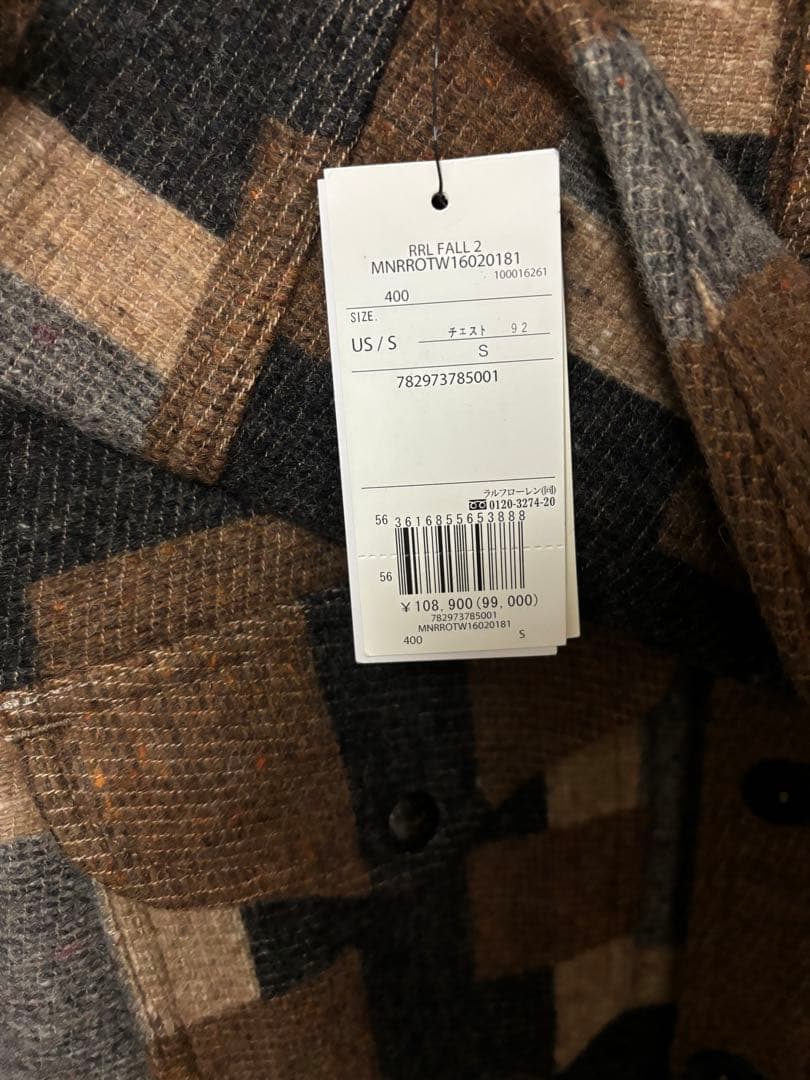 RRL FALL 2
MNRROTW16020181
100016261
400
SIZE.
US / S
チェスト 92
S
782973785001
ラルフローレン(同)
0120-3274-20
56 3616855653888
56
¥108,900(99,000)
782973785001
MNRROTW16020181
400 S